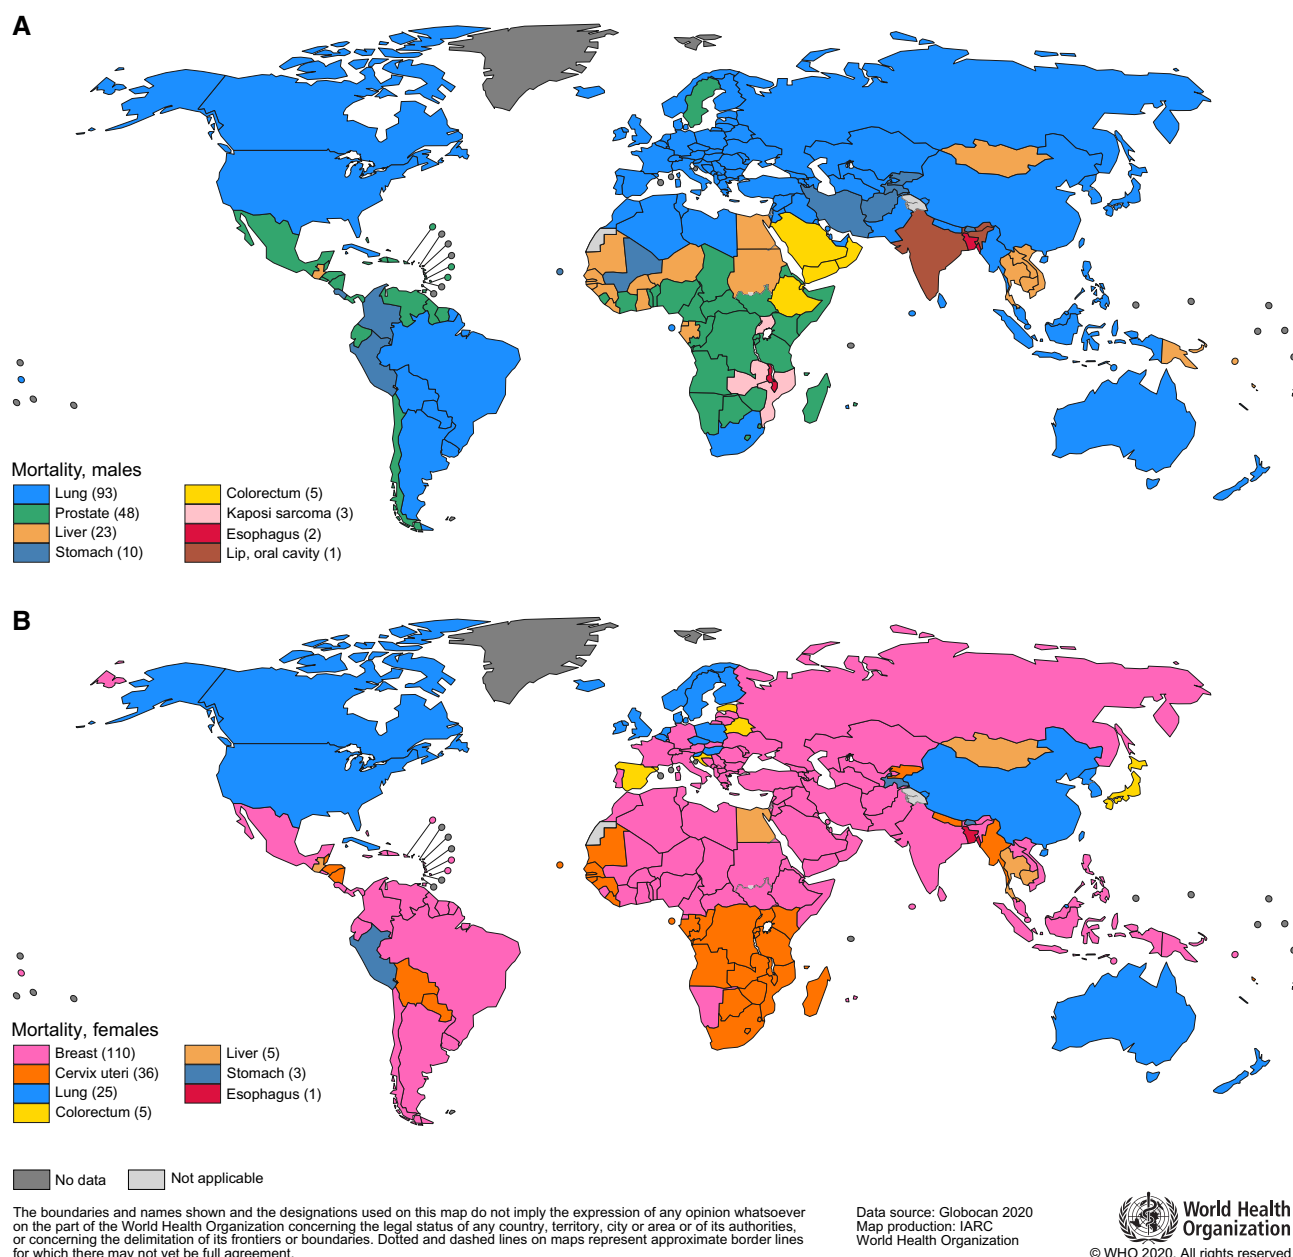 A
Mortality, males
Lung (93)
Prostate (48)
Liver (23)
Stomach (10)
Colorectum (5)
Kaposi sarcoma (3)
Esophagus (2)
Lip, oral cavity (1)
B
Mortality, females
Breast (110)
Cervix uteri (36)
Lung (25)
Colorectum (5)
Liver (5)
Stomach (3)
Esophagus (1)
No data
Not applicable
The boundaries and names shown and the designations used on this map do not imply the expression of any opinion whatsoever
on the part of the World Health Organization concerning the legal status of any country, territory, city or area or of its authorities,
or concerning the delimitation of its frontiers or boundaries. Dotted and dashed lines on maps represent approximate border lines
for which there may not yet be full agreement.
Data source: Globocan 2020
Map production: IARC
World Health Organization
World Health
Organization
© WHO 2020. All rights reserved